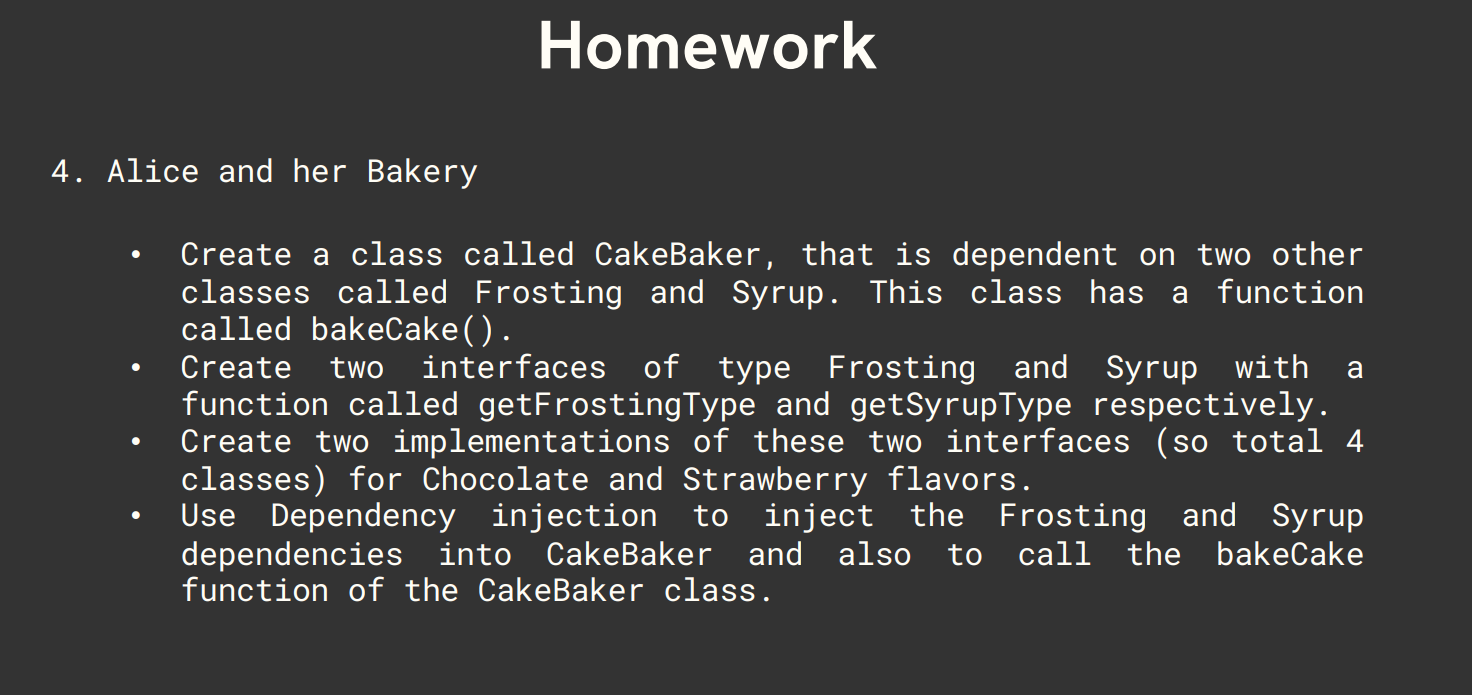 Homework
4. Alice and her Bakery
• Create a class called CakeBaker, that is dependent on two other
classes called Frosting and Syrup. This class has a function
called bakeCake().
• Create two interfaces of type Frosting and Syrup with a
function called getFrostingType and getSyrupType respectively.
• Create two implementations of these two interfaces (so total 4
classes) for Chocolate and Strawberry flavors.
• Use Dependency injection to inject the Frosting and Syrup
dependencies into CakeBaker and also to call the bakeCake
function of the CakeBaker class.